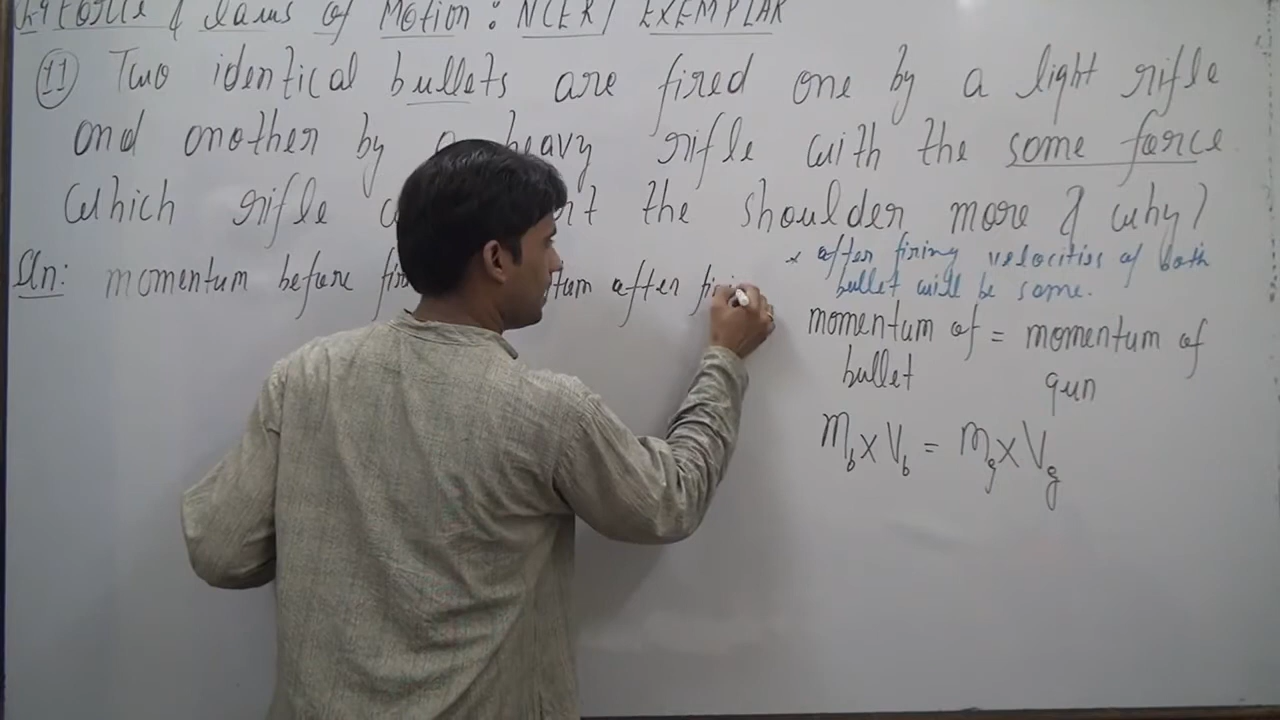 Force & Laws of Motion : NCERT EXEMPLAR
11 Two identical bullets are fired one by a light rifle
and another by a heavy rifle with the same force
which rifle the shoulder more & why?
Un: momentum before after
* after firing velocities of both
bullet will be same.
momentum of = momentum of
bullet gun
m_b x V_b = m_g x V_g